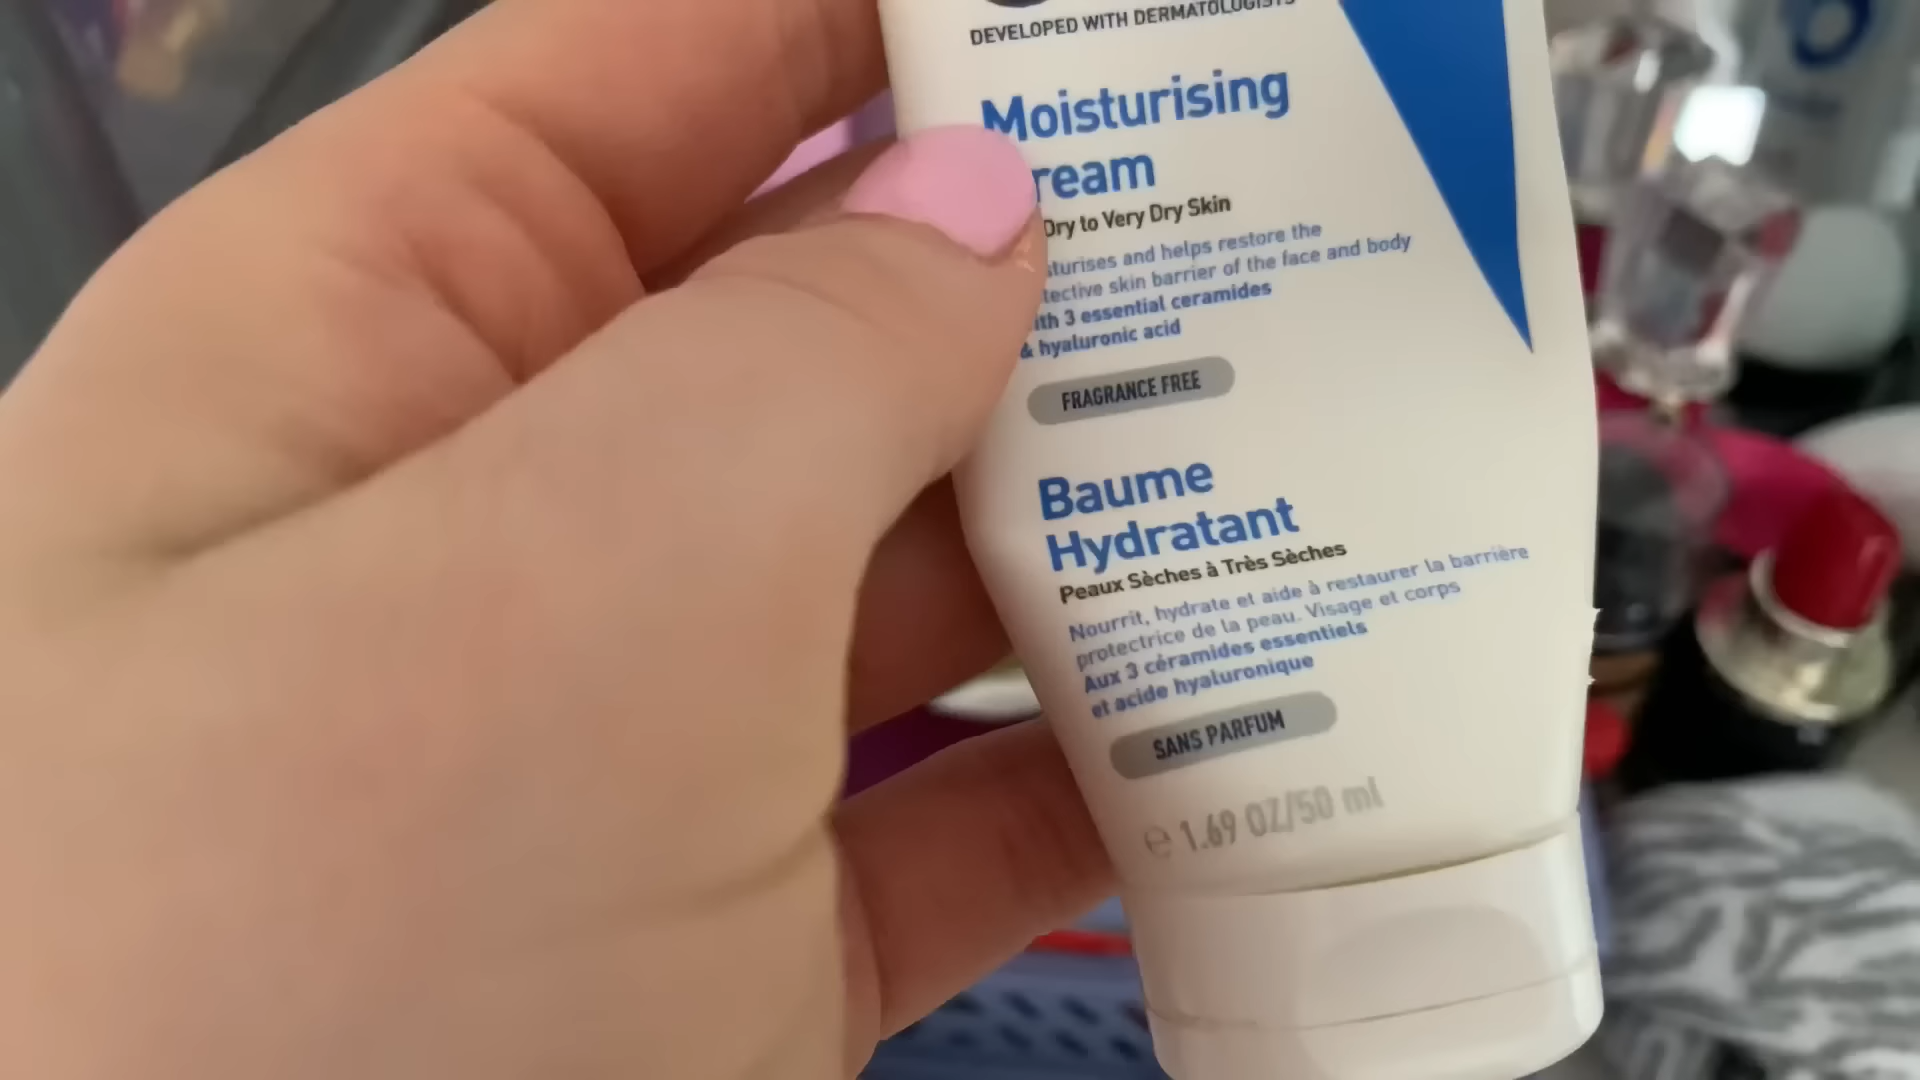 DEVELOPED WITH DERMATOLOGISTS
Moisturising
ream
Dry to Very Dry Skin
sturises and helps restore the
tective skin barrier of the face and body
ith 3 essential ceramides
& hyaluronic acid
FRAGRANCE FREE
Baume
Hydratant
Peaux Sèches à Très Sèches
Nourrit, hydrate et aide à restaurer la barrière
protectrice de la peau. Visage et corps
Aux 3 céramides essentiels
et acide hyaluronique
SANS PARFUM
e 1.69 OZ/50 ml